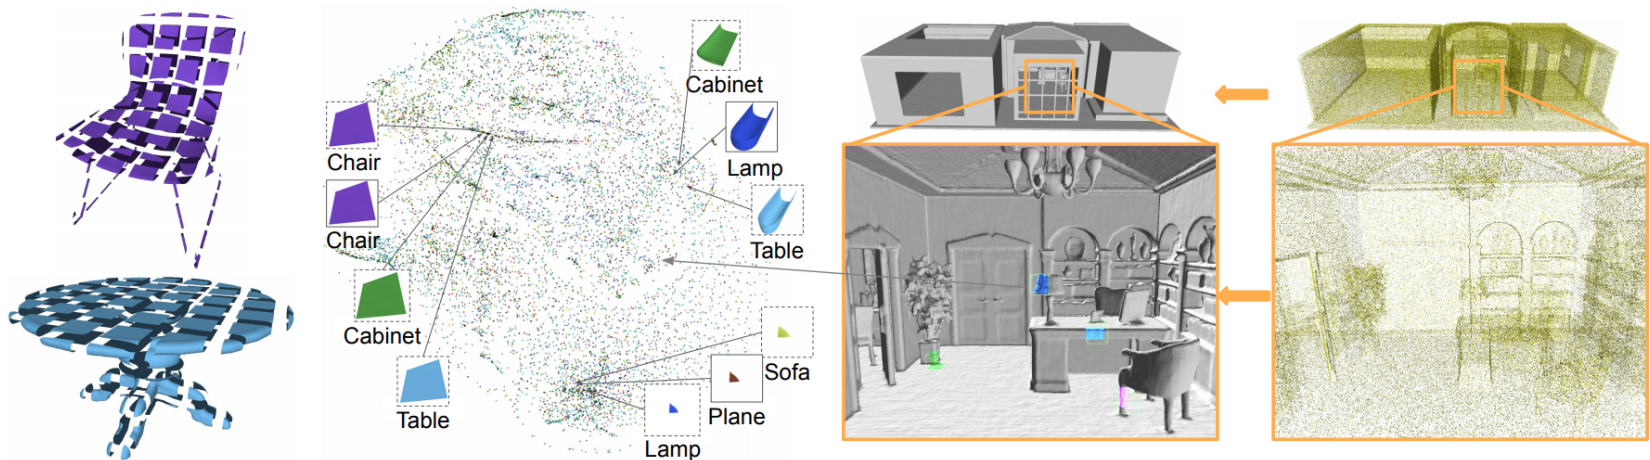 Cabinet
Chair
Lamp
Chair
Table
Cabinet
Sofa
Table
Plane
Lamp